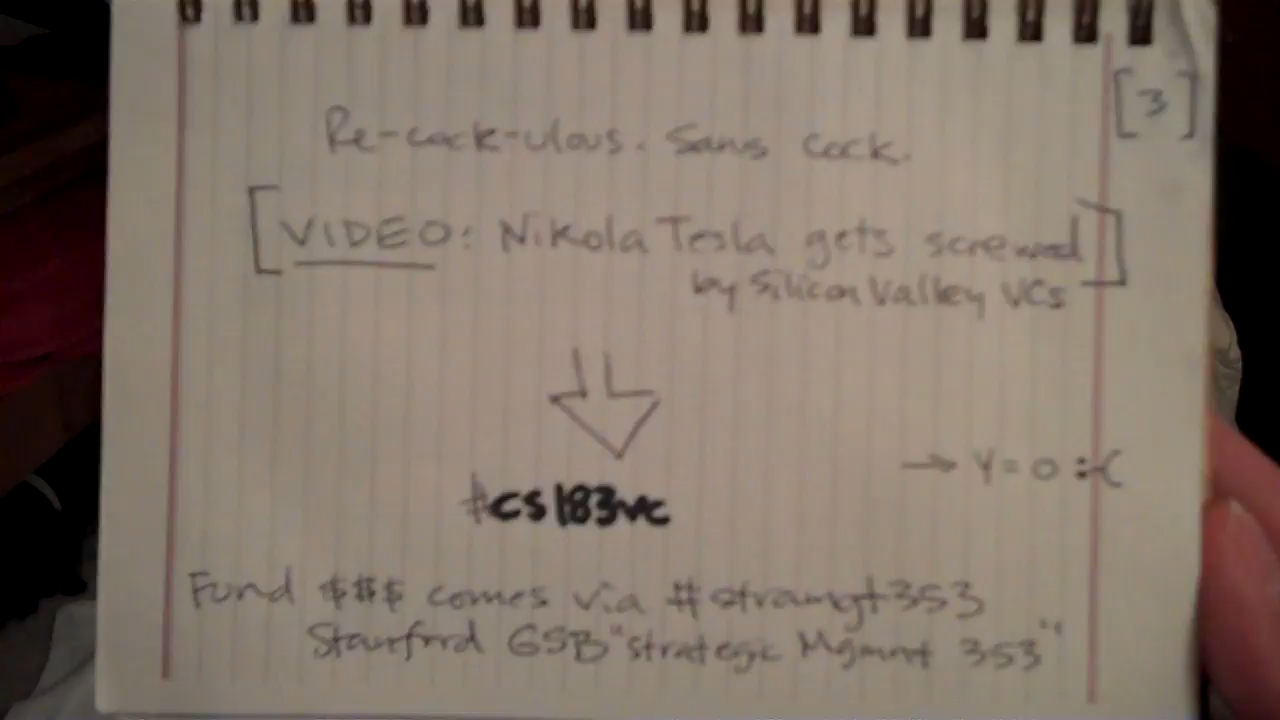 [3]
Re-cock-ulous. Sans cock.
[VIDEO: Nikola Tesla gets screwed
by Silicon Valley VCs]
→ Y=0 :-(
#cs183vc
Fund $$$ comes via #stramgt353
Stanford GSB "Strategic Mgmnt 353"